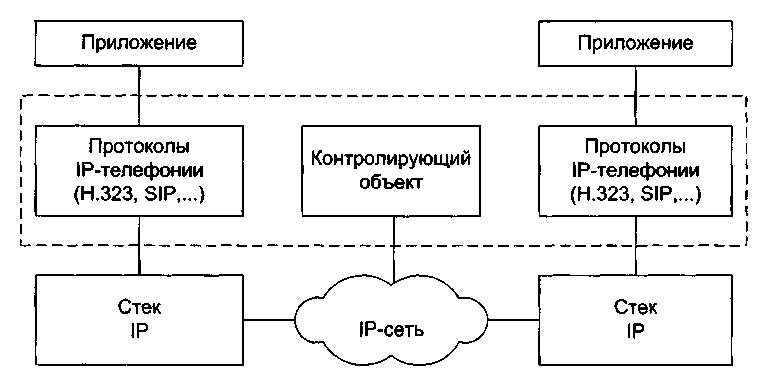 Приложение
Приложение
Протоколы
IP-телефонии
(H.323, SIP,...)
Контролирующий
объект
Протоколы
IP-телефонии
(H.323, SIP,...)
Стек
IP
IP-сеть
Стек
IP